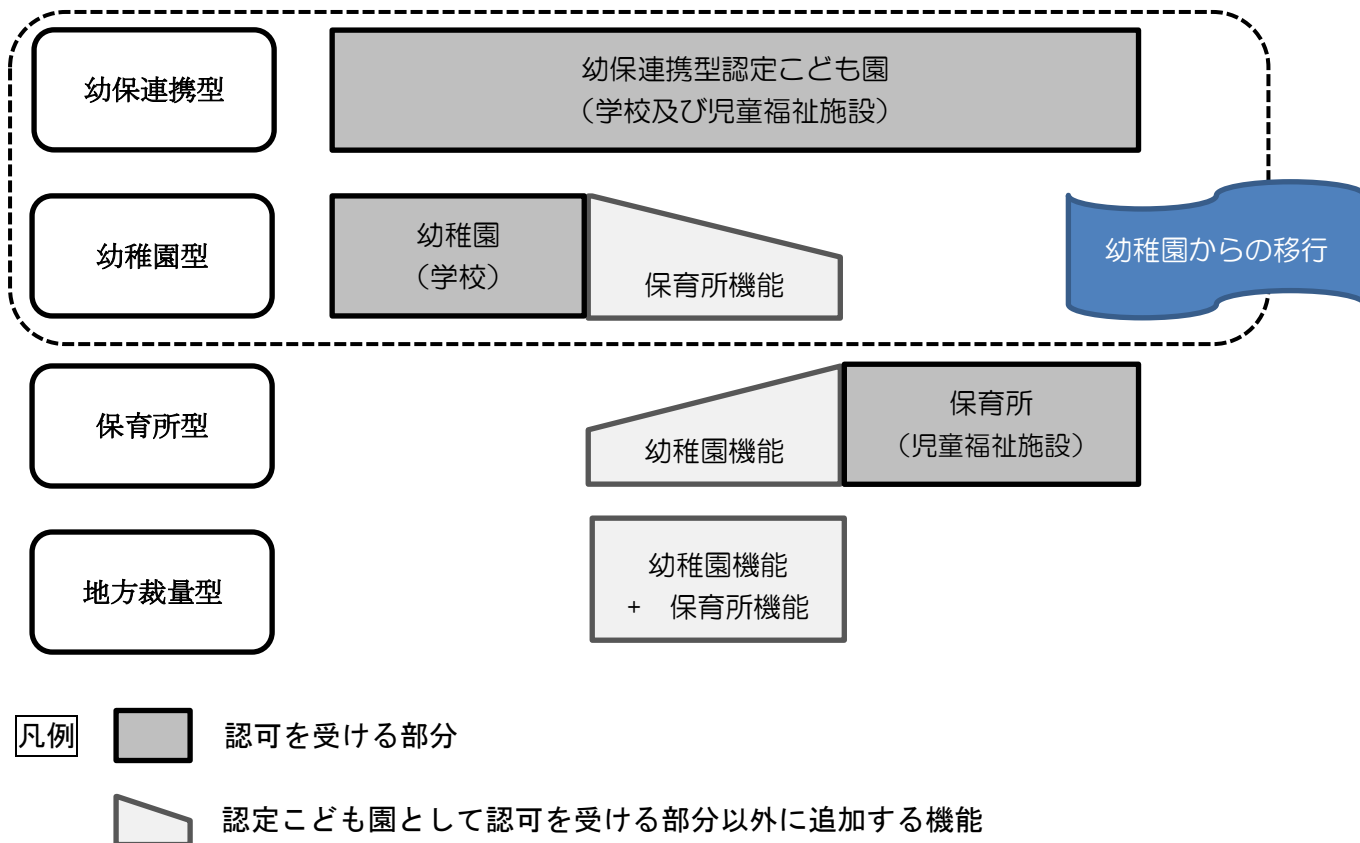 幼保連携型
幼保連携型認定こども園
（学校及び児童福祉施設）
幼稚園型
幼稚園
（学校）
保育所機能
幼稚園からの移行
保育所型
幼稚園機能
保育所
（児童福祉施設）
地方裁量型
幼稚園機能
+　保育所機能
凡例
認可を受ける部分
認定こども園として認可を受ける部分以外に追加する機能